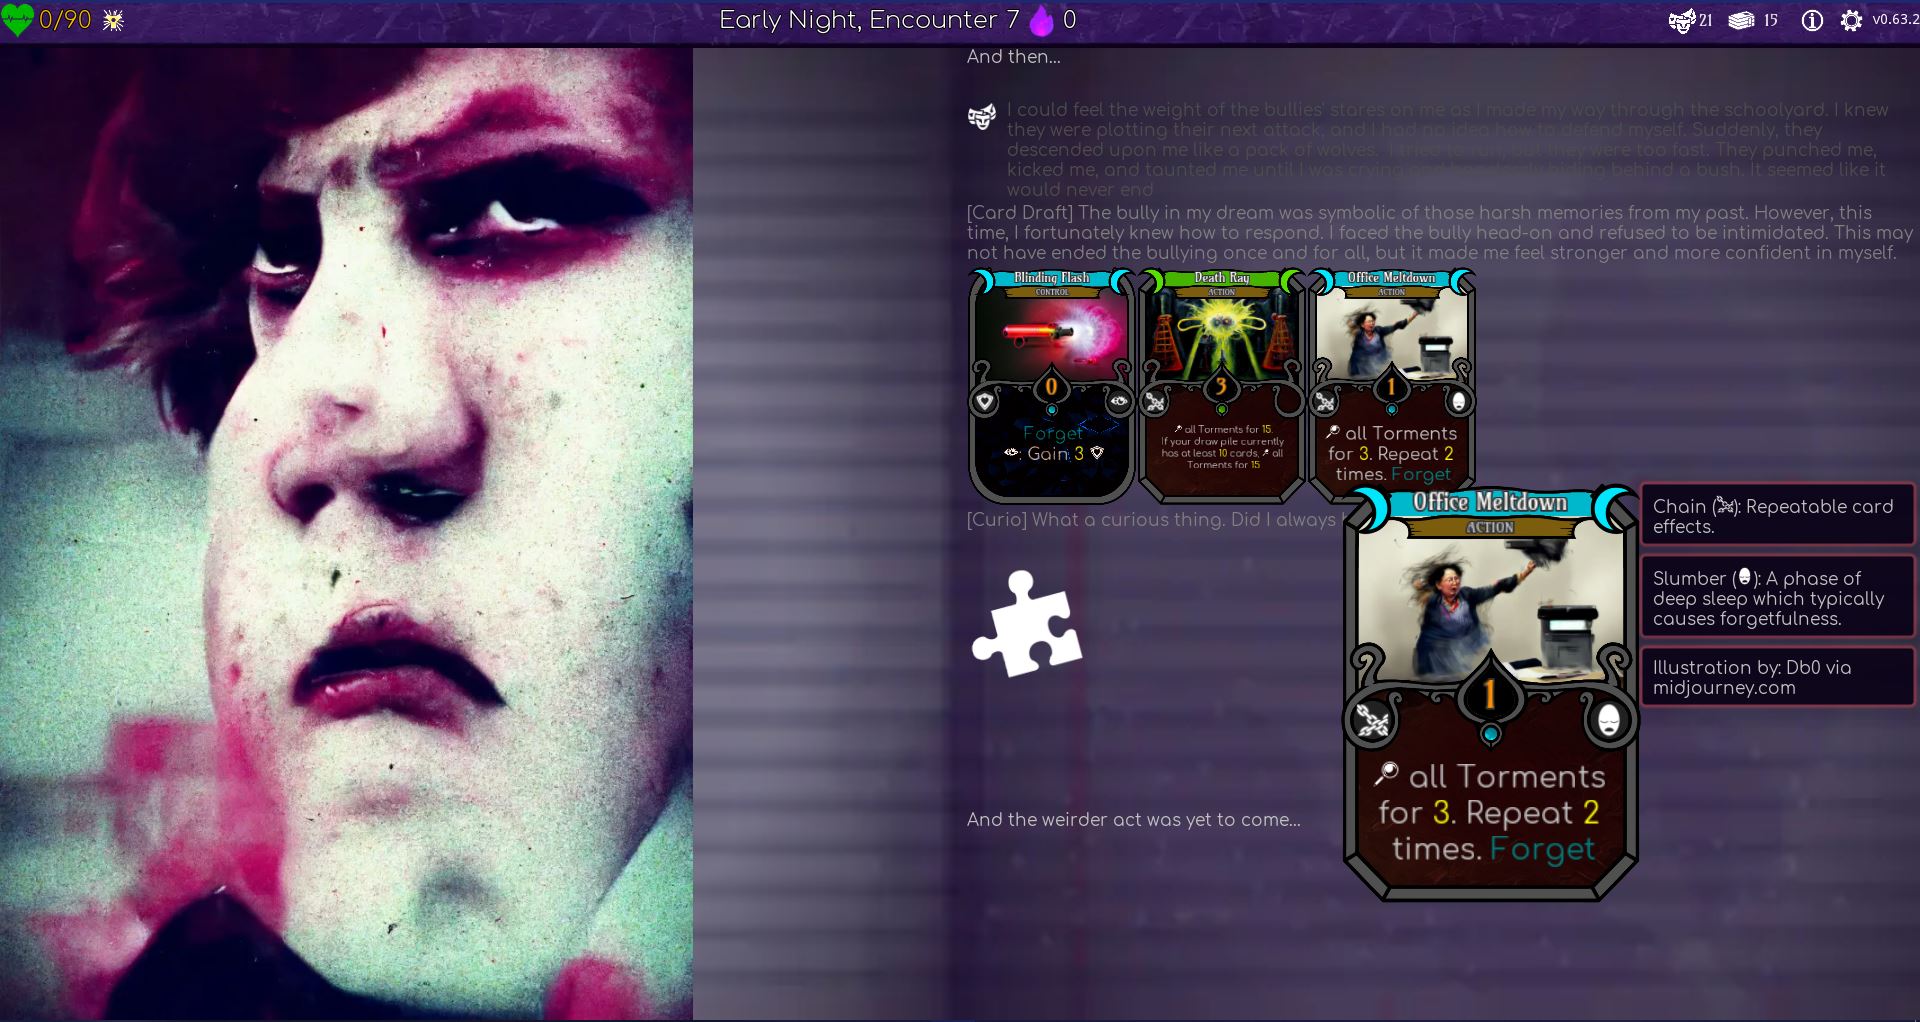 0/90
Early Night, Encounter 7 0
21 15 v0.63.2
And then...
I could feel the weight of the bullies' stares on me as I made my way through the schoolyard. I knew
they were plotting their next attack, and I had no idea how to defend myself. Suddenly, they
descended upon me like a pack of wolves. I tried to run, but they were too fast. They punched me,
kicked me, and taunted me until I was crying and hiding behind a bush. It seemed like it
would never end
[Card Draft] The bully in my dream was symbolic of those harsh memories from my past. However, this
time, I fortunately knew how to respond. I faced the bully head-on and refused to be intimidated. This may
not have ended the bullying once and for all, but it made me feel stronger and more confident in myself.
Blinding Flash
CONTROL
0
Forget
: Gain 3
Death Ray
ACTION
3
all Torments for 15.
If your draw pile currently
has at least 10 cards, all
Torments for 15
Office Meltdown
ACTION
1
all Torments
for 3. Repeat 2
times. Forget
[Curio] What a curious thing. Did I always
Office Meltdown
ACTION
1
all Torments
for 3. Repeat 2
times. Forget
Chain ( ): Repeatable card
effects.
Slumber ( ): A phase of
deep sleep which typically
causes forgetfulness.
Illustration by: Db0 via
midjourney.com
And the weirder act was yet to come...